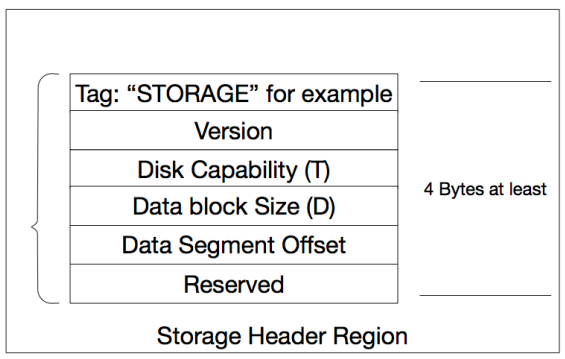 Tag: “STORAGE” for example
Version
Disk Capability (T)
Data block Size (D)
4 Bytes at least
Data Segment Offset
Reserved
Storage Header Region